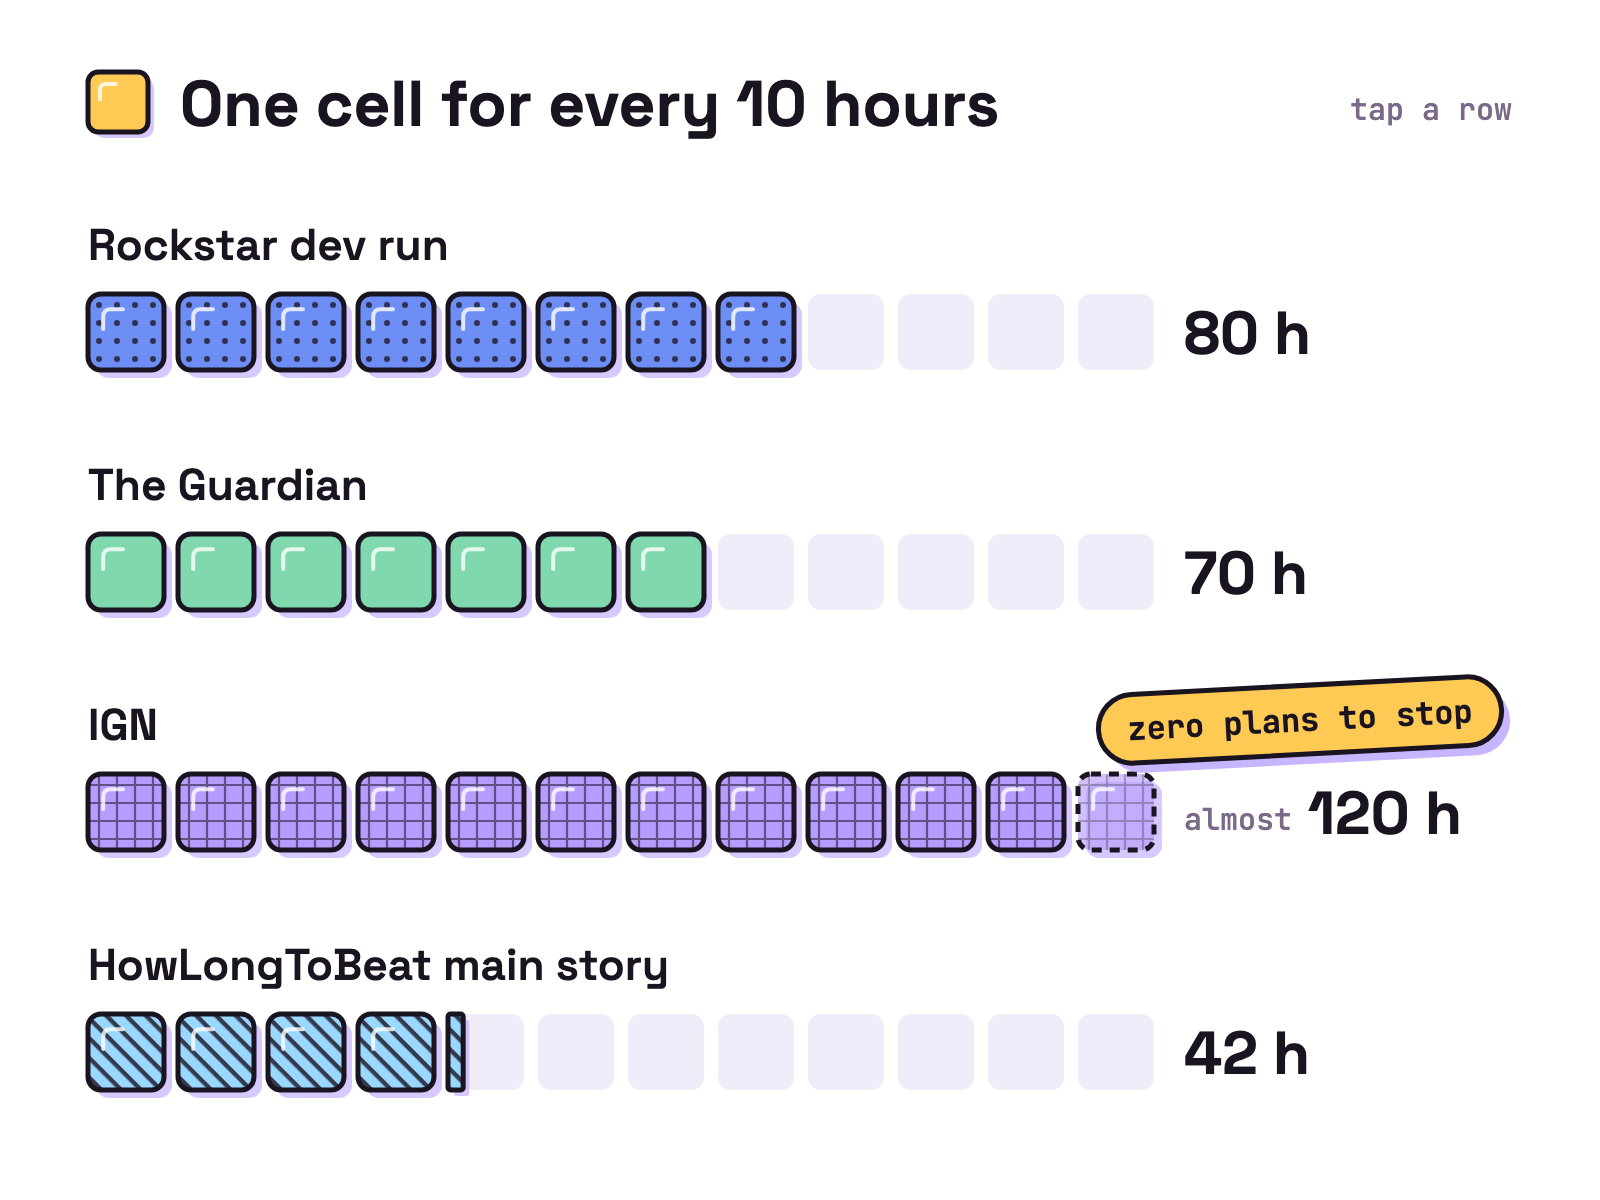 One cell for every 10 hours
tap a row
Rockstar dev run
80 h
The Guardian
70 h
IGN
zero plans to stop
almost 120 h
HowLongToBeat main story
42 h